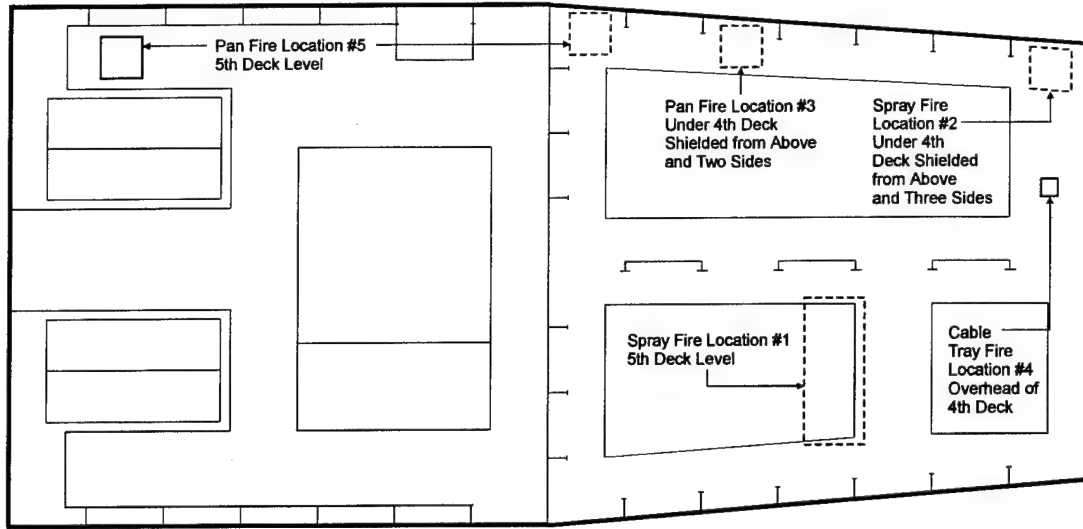 Pan Fire Location #5
5th Deck Level
Pan Fire Location #3
Under 4th Deck
Shielded from Above
and Two Sides
Spray Fire
Location #2
Under 4th
Deck Shielded
from Above
and Three Sides
Spray Fire Location #1
5th Deck Level
Cable
Tray Fire
Location #4
Overhead of
4th Deck